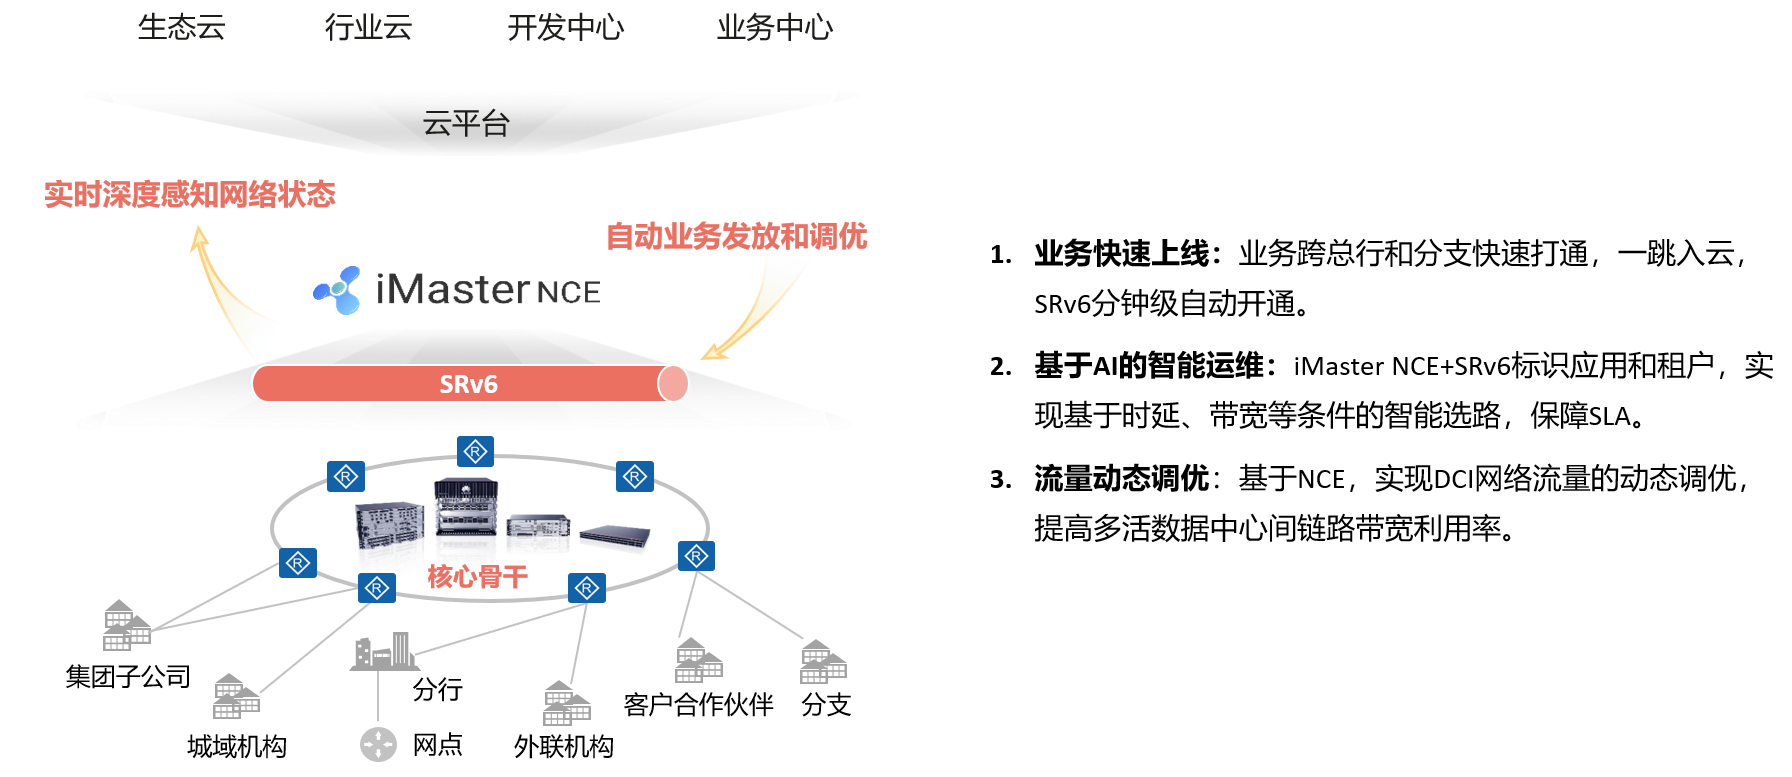 生态云 行业云 开发中心 业务中心
云平台
实时深度感知网络状态
自动业务发放和调优
iMaster NCE
SRv6
R
R
R
R
R
R
R
核心骨干
集团子公司
分行
客户合作伙伴
分支
城域机构
网点
外联机构
1. 业务快速上线：业务跨总行和分支快速打通，一跳入云，
SRv6分钟级自动开通。
2. 基于AI的智能运维：iMaster NCE+SRv6标识应用和租户，实
现基于时延、带宽等条件的智能选路，保障SLA。
3. 流量动态调优：基于NCE，实现DCI网络流量的动态调优，
提高多活数据中心间链路带宽利用率。